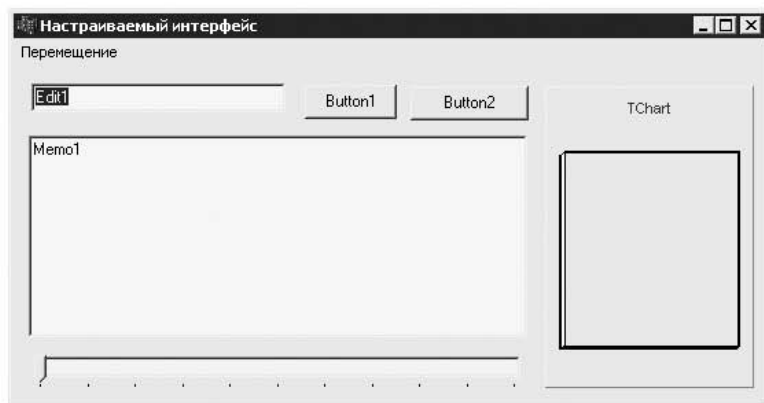 Настраиваемый интерфейс
Перемещение
Edit1
Button1
Button2
TChart
Memo1